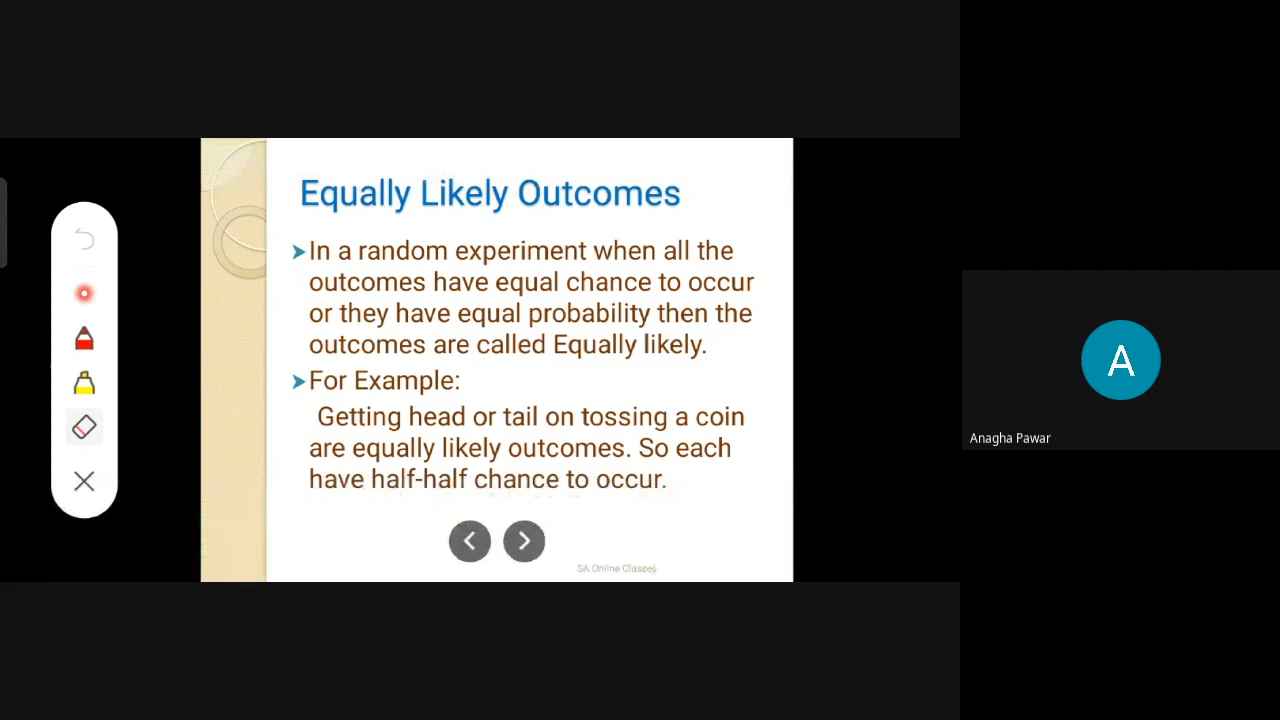 Equally Likely Outcomes
➤In a random experiment when all the
outcomes have equal chance to occur
or they have equal probability then the
outcomes are called Equally likely.
➤For Example:
Getting head or tail on tossing a coin
are equally likely outcomes. So each
have half-half chance to occur.
SA Online Classes
A
Anagha Pawar